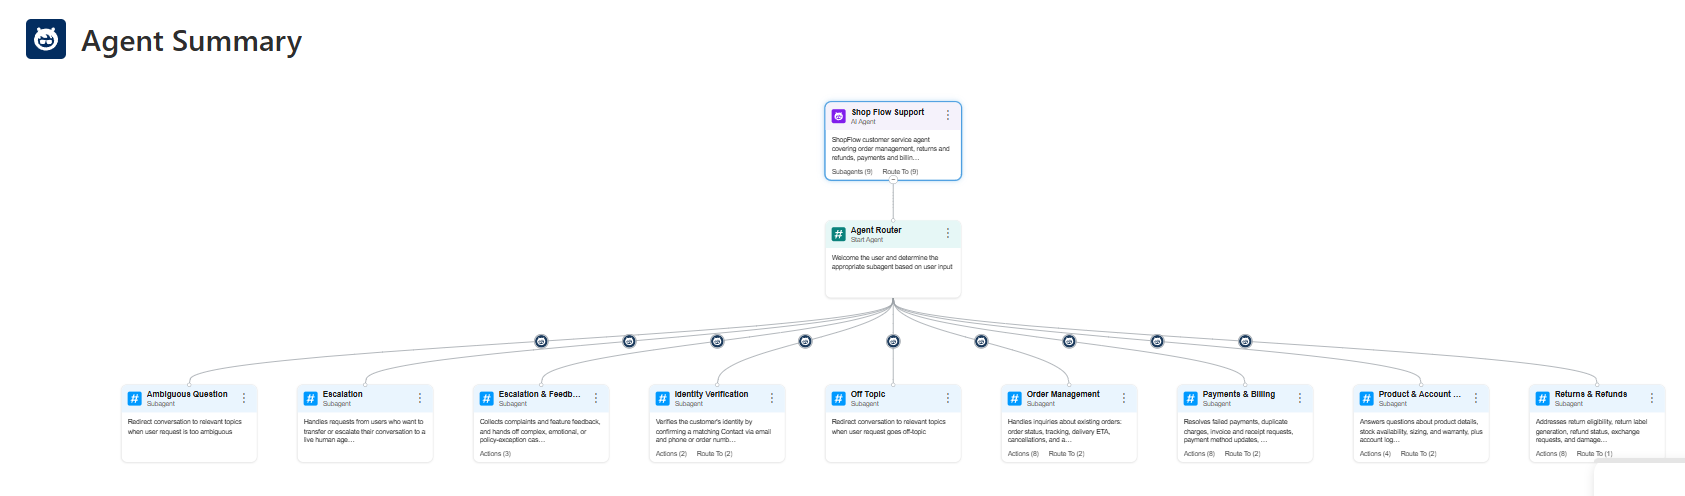 Agent Summary
Shop Flow Support
AI Agent
ShopFlow customer service agent
covering order management, returns and
refunds, payments and billin...
Subagents (9) Route To (9)
Agent Router
Start Agent
Welcome the user and determine the
appropriate subagent based on user input
Ambiguous Question
Subagent
Redirect conversation to relevant topics
when user request is too ambiguous
Escalation
Subagent
Handles requests from users who want to
transfer or escalate their conversation to a
live human age...
Escalation & Feedb...
Subagent
Collects complaints and feature feedback,
and hands off complex, emotional, or
policy-exception cas...
Actions (3)
Identity Verification
Subagent
Verifies the customer's identity by
confirming a matching Contact via email
and phone or order numb...
Actions (2) Route To (2)
Off Topic
Subagent
Redirect conversation to relevant topics
when user request goes off-topic
Order Management
Subagent
Handles inquiries about existing orders:
order status, tracking, delivery ETA,
cancellations, and a...
Actions (8) Route To (2)
Payments & Billing
Subagent
Resolves failed payments, duplicate
charges, invoice and receipt requests,
payment method updates, ...
Actions (8) Route To (2)
Product & Account ...
Subagent
Answers questions about product details,
stock availability, sizing, and warranty, plus
account log...
Actions (4) Route To (2)
Returns & Refunds
Subagent
Addresses return eligibility, return label
generation, refund status, exchange
requests, and damage...
Actions (8) Route To (1)